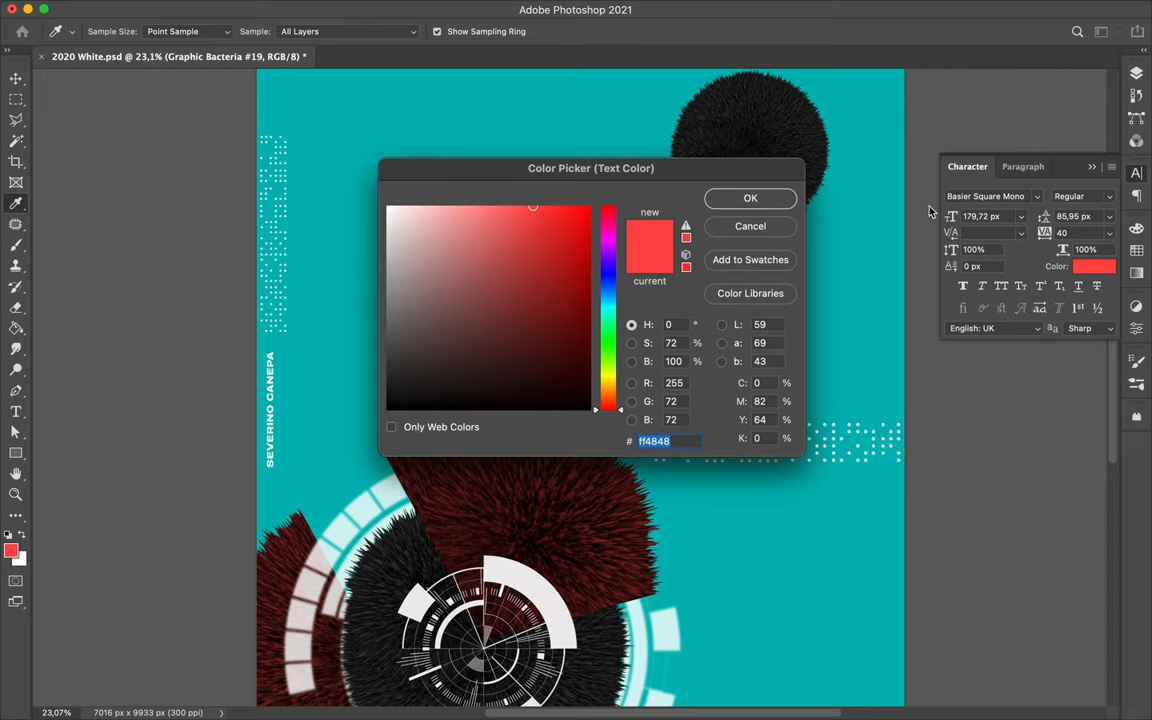 Adobe Photoshop 2021
Sample Size: Point Sample Sample: All Layers Show Sampling Ring
2020 White.psd @ 23,1% (Graphic Bacteria #19, RGB/8) *
Color Picker (Text Color)
new
current
OK
Cancel
Add to Swatches
Color Libraries
H: 0 °
S: 72 %
B: 100 %
R: 255
G: 72
B: 72
# ff4848
L: 59
a: 69
b: 43
C: 0 %
M: 82 %
Y: 64 %
K: 0 %
Only Web Colors
Character Paragraph
Basier Square Mono Regular
179,72 px 85,95 px
40
100% 100%
0 px Color:
English: UK Sharp
SEVERINO CANEPA
23,07% 7016 px x 9933 px (300 ppi)